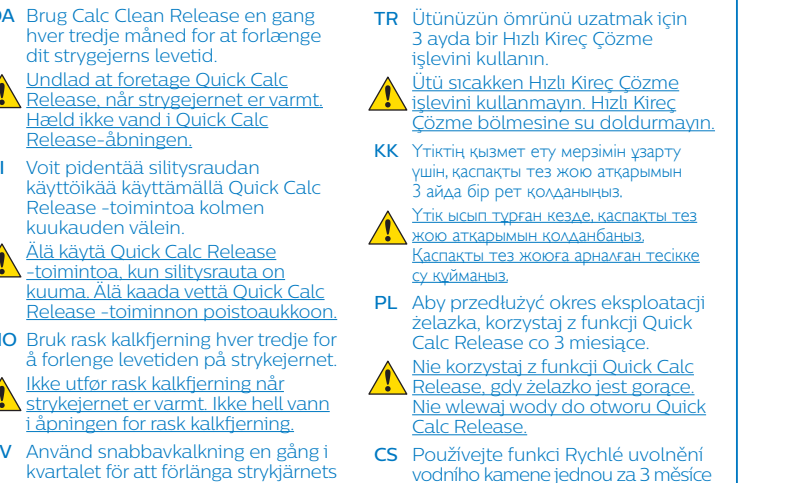 DA Brug Calc Clean Release en gang
hver tredje måned for at forlænge
dit strygejerns levetid.
Undlad at foretage Quick Calc
Release, når strygejernet er varmt.
Hæld ikke vand i Quick Calc
Release-åbningen.
I Voit pidentää silitysraudan
käyttöikää käyttämällä Quick Calc
Release -toimintoa kolmen
kuukauden välein.
Älä käytä Quick Calc Release
-toimintoa, kun silitysrauta on
kuuma. Älä kaada vettä Quick Calc
Release -toiminnon poistoaukkoon.
NO Bruk rask kalkfjerning hver tredje for
å forlenge levetiden på strykejernet.
Ikke utfør rask kalkfjerning når
strykejernet er varmt. Ikke hell vann
i åpningen for rask kalkfjerning.
V Använd snabbavkalkning en gång i
kvartalet för att förlänga strykjärnets
TR Ütünüzün ömrünü uzatmak için
3 ayda bir Hızlı Kireç Çözme
işlevini kullanın.
Ütü sıcakken Hızlı Kireç Çözme
işlevini kullanmayın. Hızlı Kireç
Çözme bölmesine su doldurmayın.
KK Үтіктің қызмет ету мерзімін ұзарту
үшін, қаспақты тез жою атқарымын
3 айда бір рет қолданыңыз.
Үтік ысып тұрған кезде, қаспақты тез
жою атқарымын қолданбаңыз.
Қаспақты тез жоюға арналған тесікке
су құймаңыз.
PL Aby przedłużyć okres eksploatacji
żelazka, korzystaj z funkcji Quick
Calc Release co 3 miesiące.
Nie korzystaj z funkcji Quick Calc
Release, gdy żelazko jest gorące.
Nie wlewaj wody do otworu Quick
Calc Release.
CS Používejte funkci Rychlé uvolnění
vodního kamene jednou za 3 měsíce